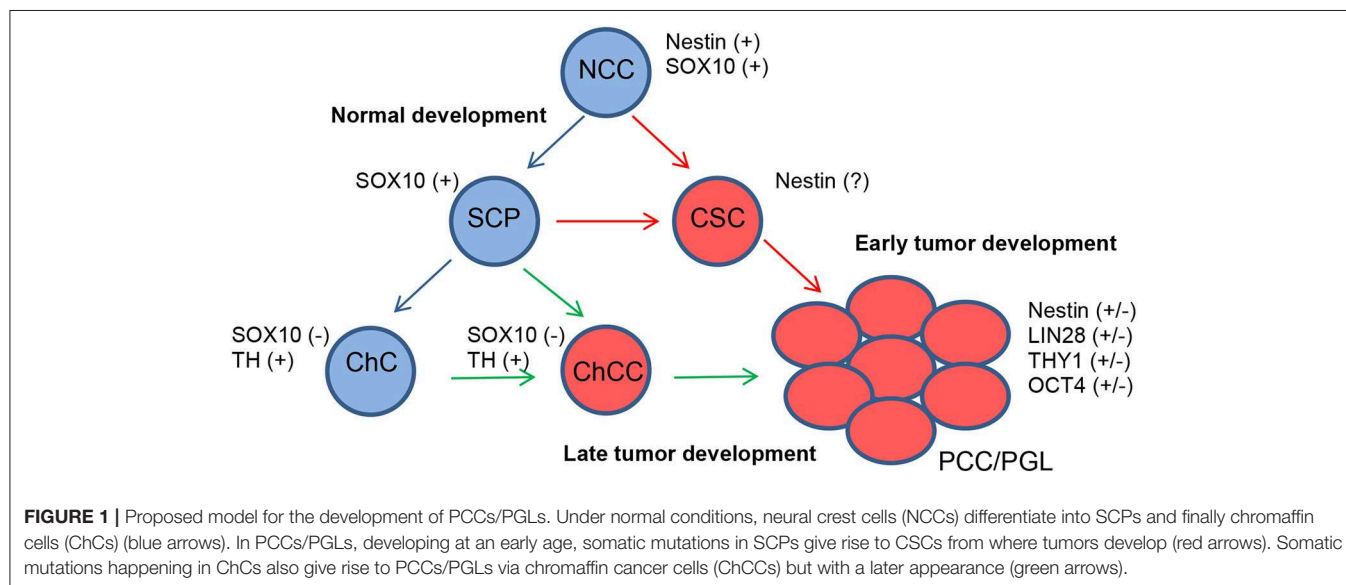 Nestin (+)
SOX10 (+)
NCC
Normal development
SOX10 (+)
SCP
CSC
Nestin (?)
Early tumor development
SOX10 (-)
TH (+)
ChC
SOX10 (-)
TH (+)
ChCC
Nestin (+/-)
LIN28 (+/-)
THY1 (+/-)
OCT4 (+/-)
Late tumor development
PCC/PGL
FIGURE 1 | Proposed model for the development of PCCs/PGLs. Under normal conditions, neural crest cells (NCCs) differentiate into SCPs and finally chromaffin
cells (ChCs) (blue arrows). In PCCs/PGLs, developing at an early age, somatic mutations in SCPs give rise to CSCs from where tumors develop (red arrows). Somatic
mutations happening in ChCs also give rise to PCCs/PGLs via chromaffin cancer cells (ChCCs) but with a later appearance (green arrows).